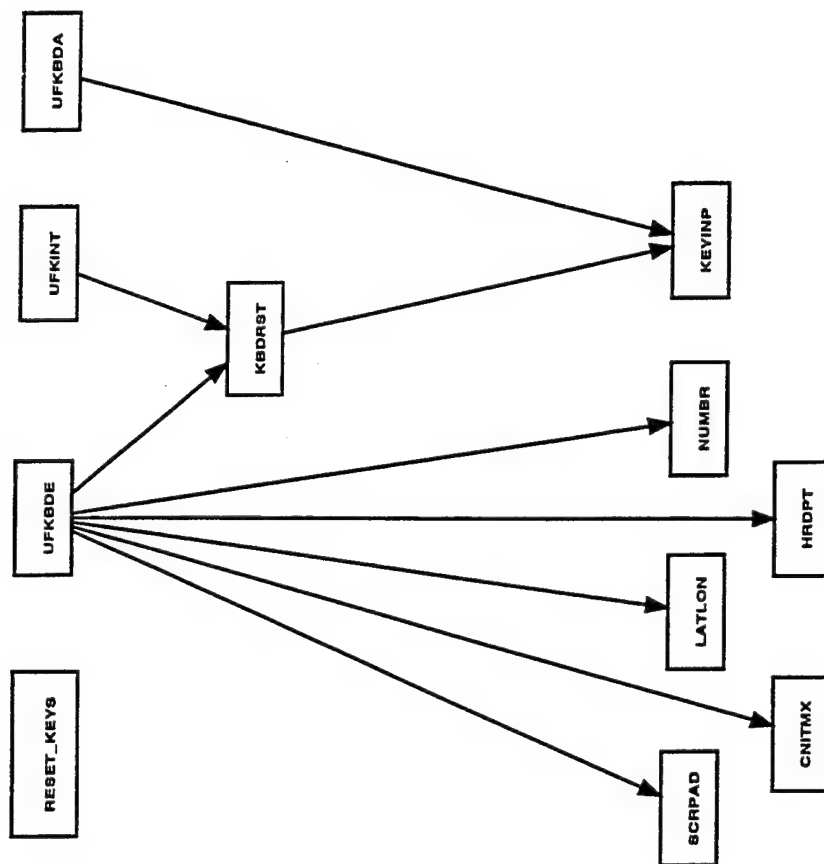 UFKBDA
UFKINT
UFKBDE
RESET_KEYS
KBDRST
KEYINP
NUMBR
HRDPT
LATLON
CNITMX
SCRPAD